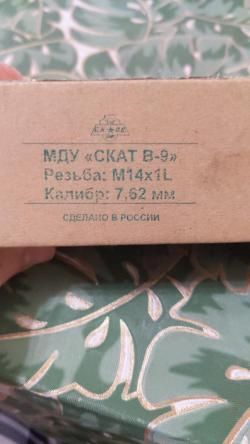 МДУ «СКАТ В-9»
Резьба: М14х1L
Калибр: 7,62 мм
СДЕЛАНО В РОССИИ